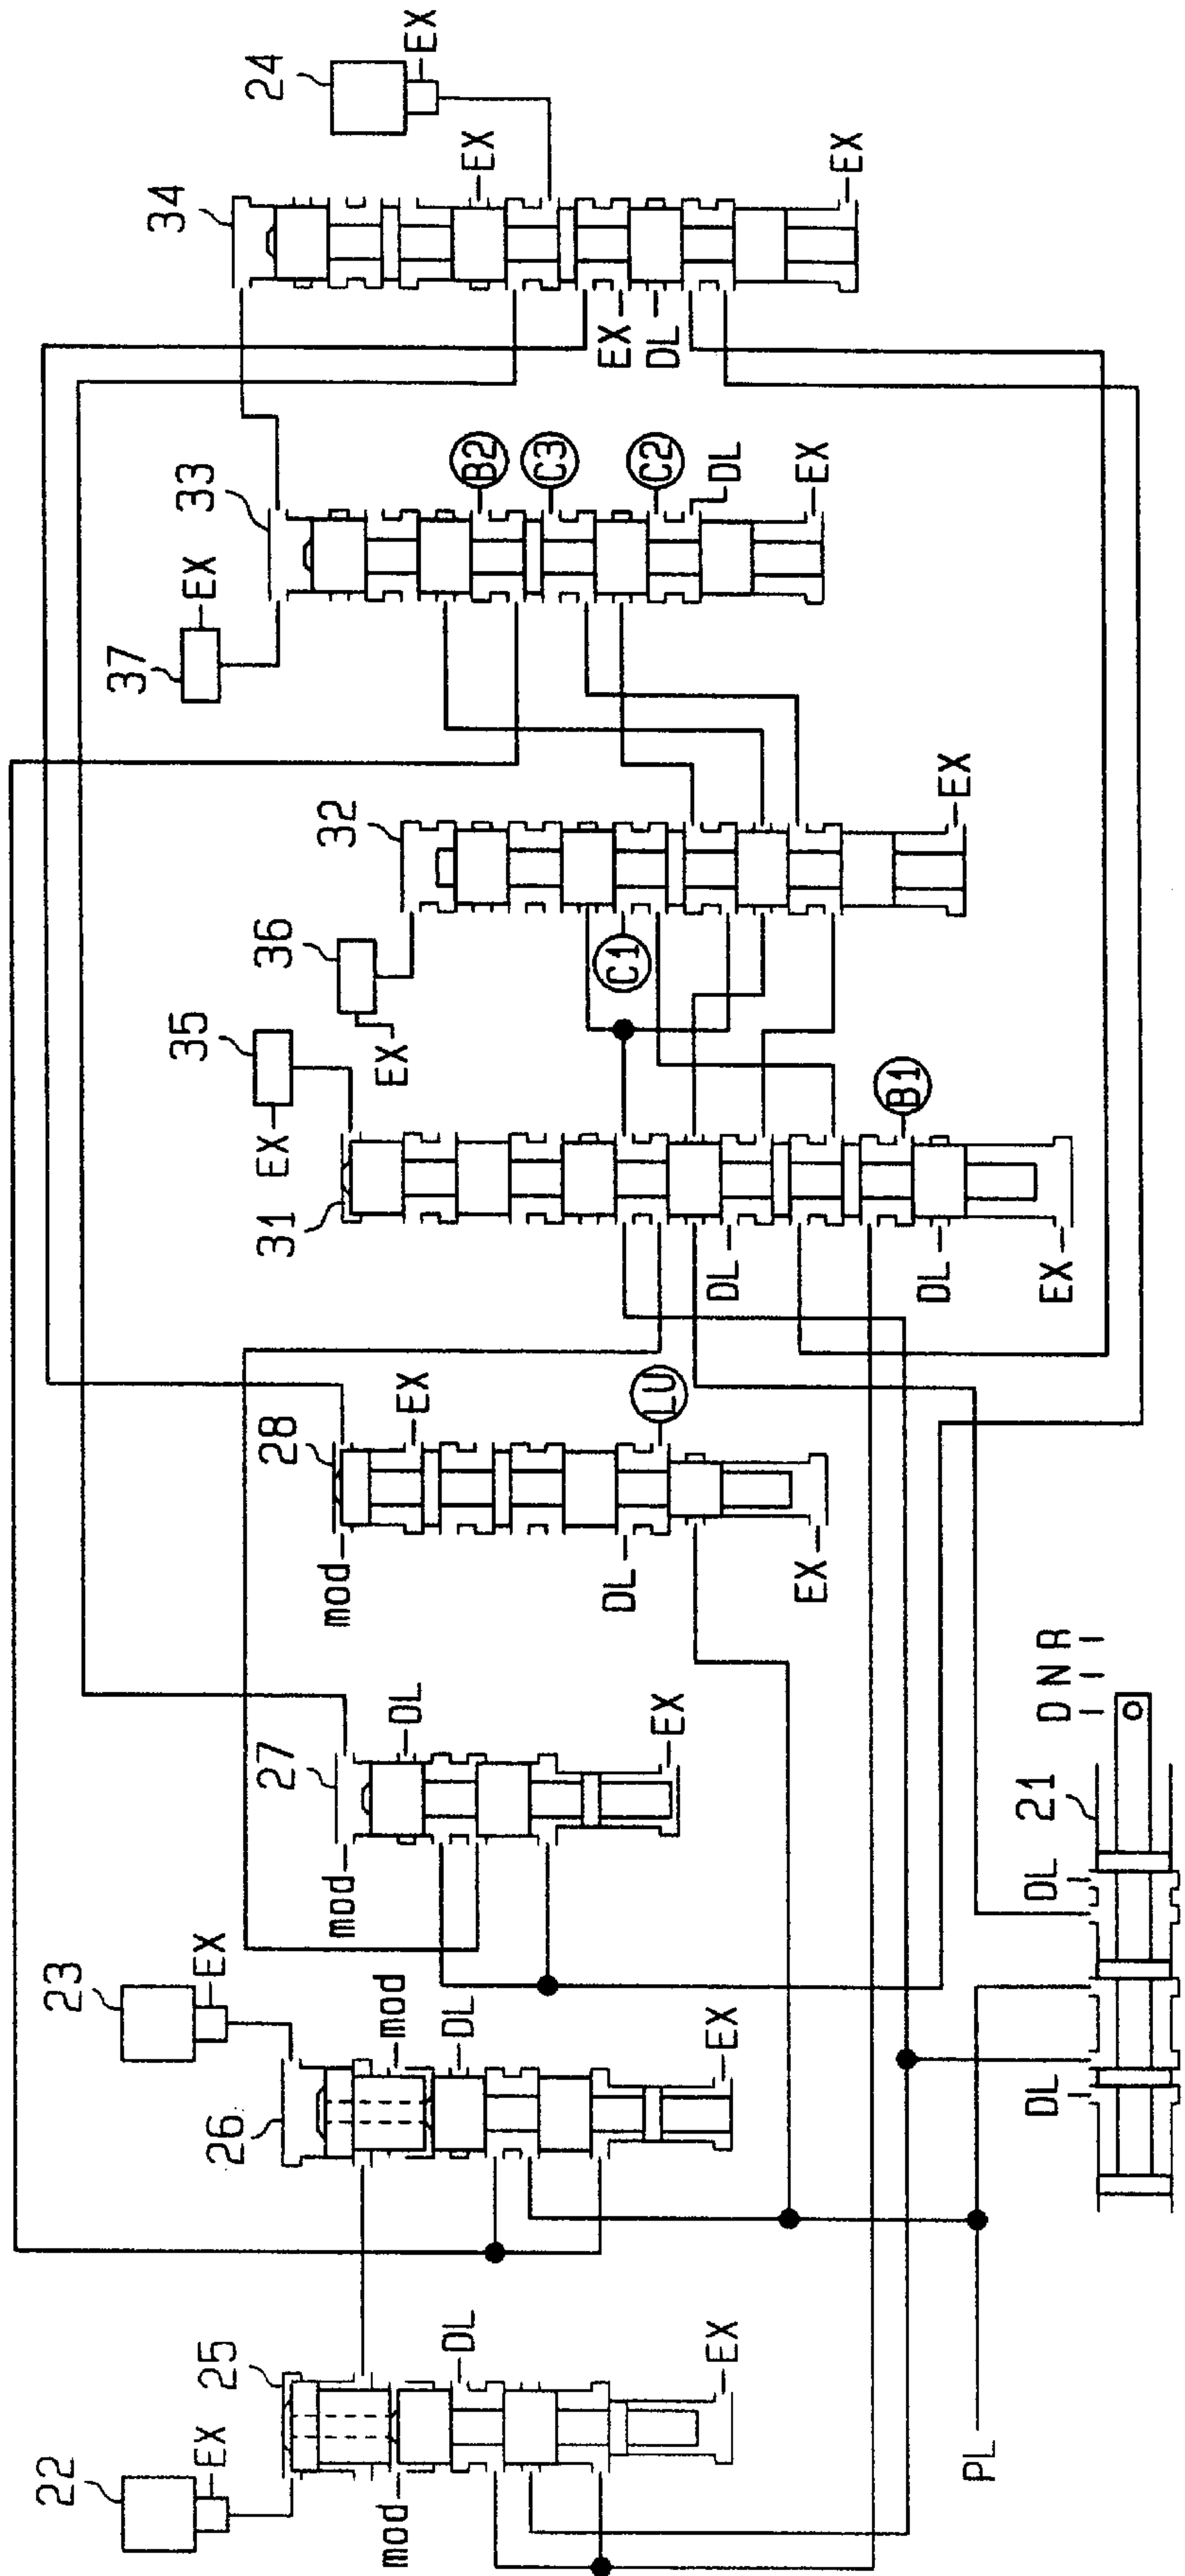 24
EX
34
EX
EX
EX
DL
33
B2
C3
C2
DL
EX
37
EX
32
EX
36
EX
C1
35
EX
31
B1
DL
DL
EX
28
EX
LU
mod
DL
EX
27
DL
EX
mod
D N R
21
DL
DL
23
EX
mod
DL
EX
26
25
DL
EX
22
EX
mod
PL